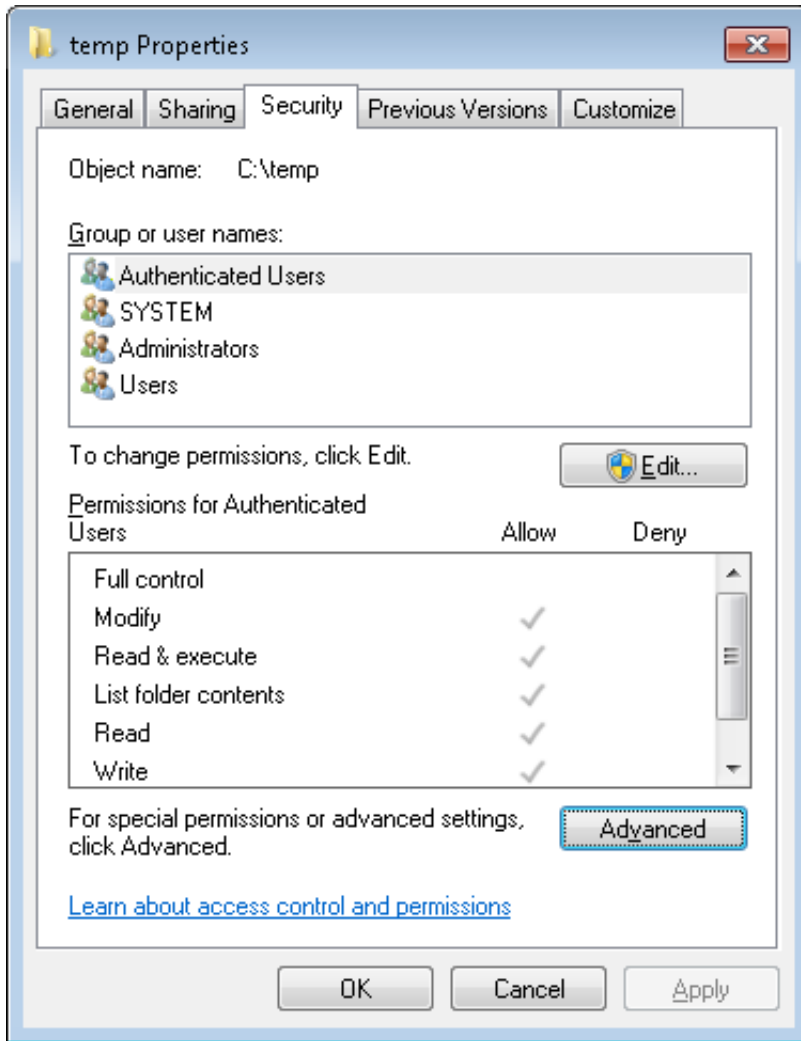 temp Properties
General Sharing Security Previous Versions Customize
Object name: C:\temp
Group or user names:
Authenticated Users
SYSTEM
Administrators
Users
To change permissions, click Edit.
Edit...
Permissions for Authenticated
Users Allow Deny
Full control
Modify
Read & execute
List folder contents
Read
Write
For special permissions or advanced settings,
click Advanced.
Advanced
Learn about access control and permissions
OK Cancel Apply